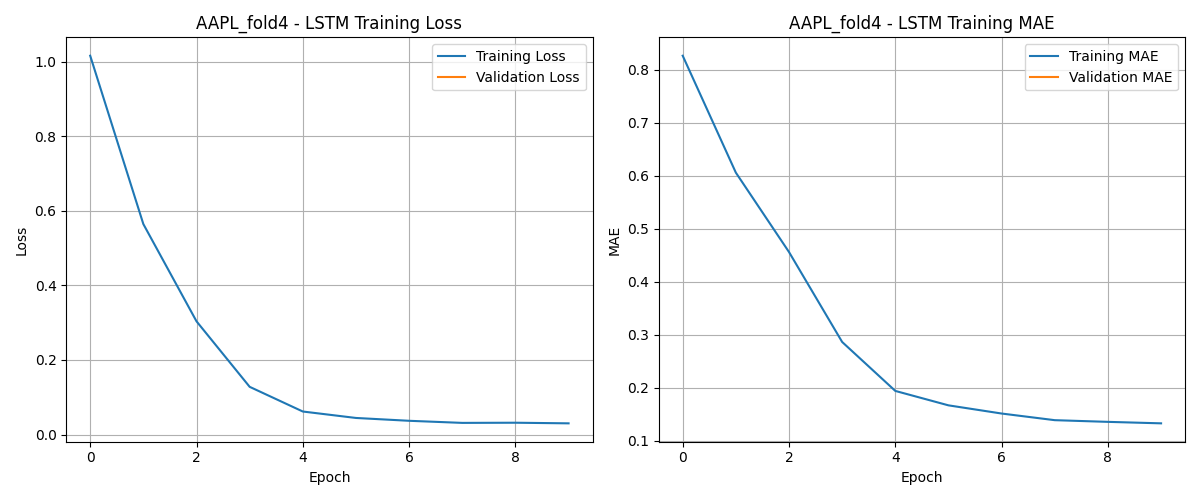 AAPL_fold4 - LSTM Training Loss
Training Loss
Validation Loss
1.0
0.8
0.6
0.4
0.2
0.0
Loss
0 2 4 6 8
Epoch
AAPL_fold4 - LSTM Training MAE
Training MAE
Validation MAE
0.8
0.7
0.6
0.5
0.4
0.3
0.2
0.1
MAE
0 2 4 6 8
Epoch